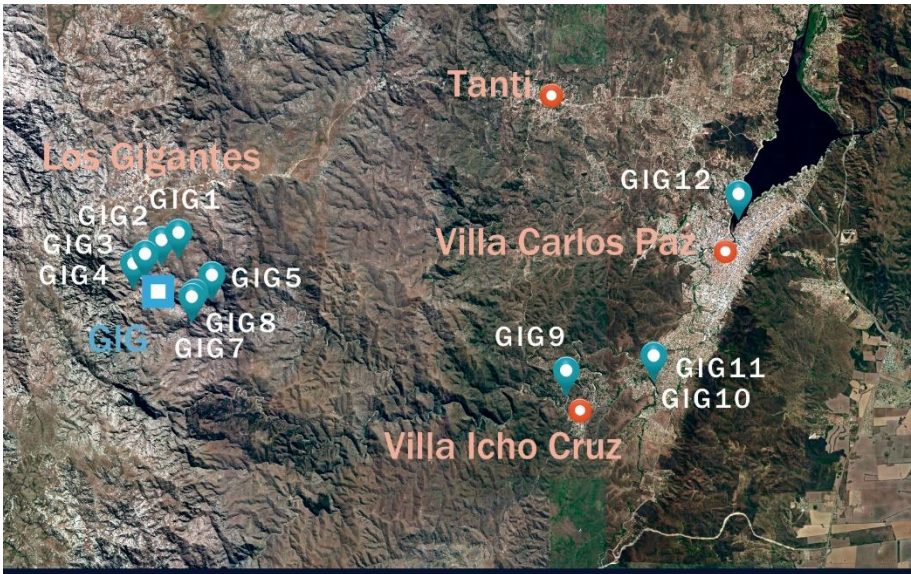 Tanti
Los Gigantes
GIG12
GIG1
GIG2
GIG3
GIG4
Villa Carlos Paz
GIG5
GIG
GIG8
GIG7
GIG9
GIG11
GIG10
Villa Icho Cruz